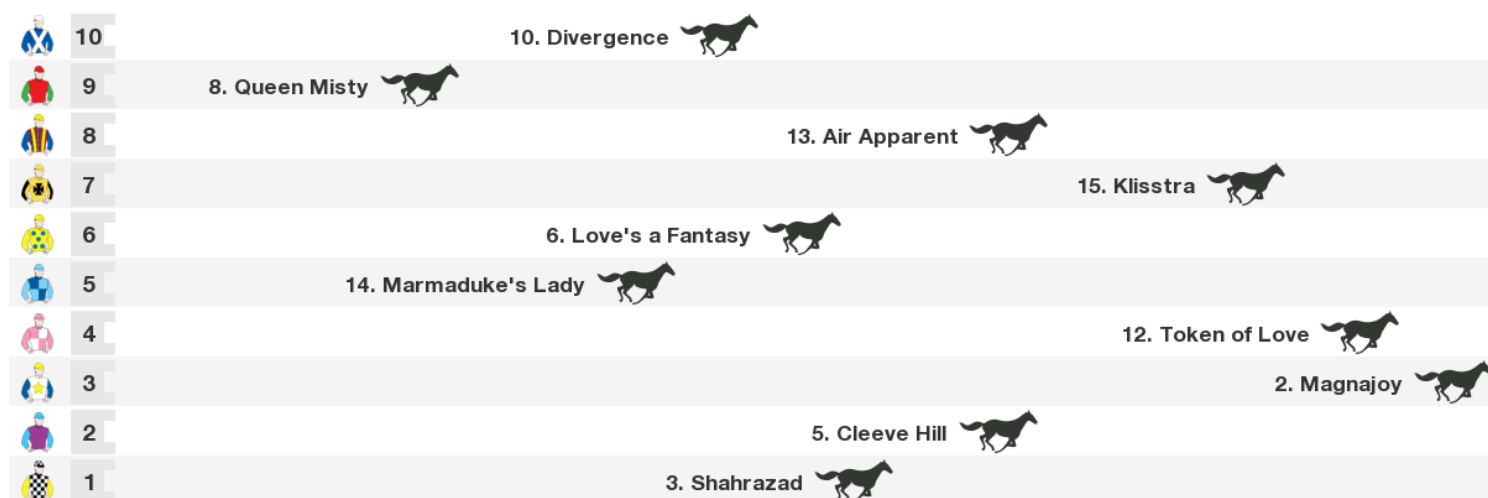 10 10. Divergence
9 8. Queen Misty
8 13. Air Apparent
7 15. Klisstra
6 6. Love's a Fantasy
5 14. Marmaduke's Lady
4 12. Token of Love
3 2. Magnajoy
2 5. Cleeve Hill
1 3. Shahrazad